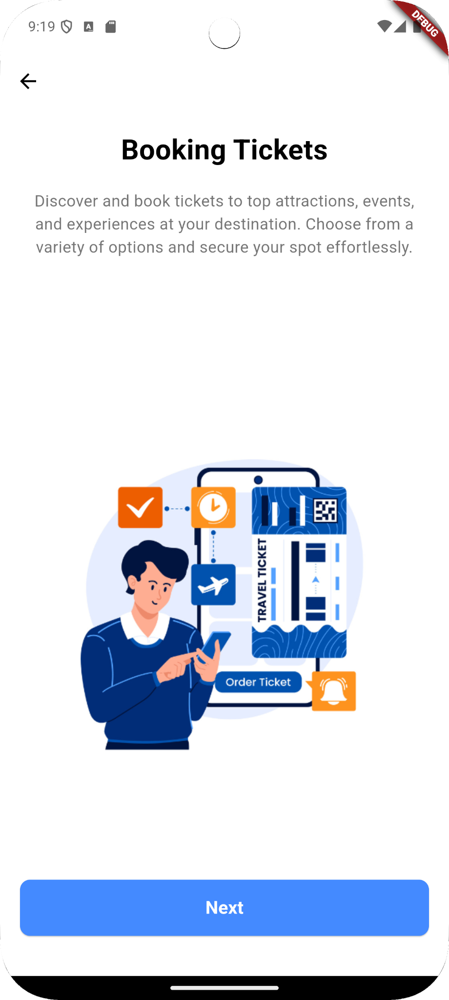 9:19
A
DEBUG
Booking Tickets
Discover and book tickets to top attractions, events,
and experiences at your destination. Choose from a
variety of options and secure your spot effortlessly.
TRAVEL TICKET
Order Ticket
Next